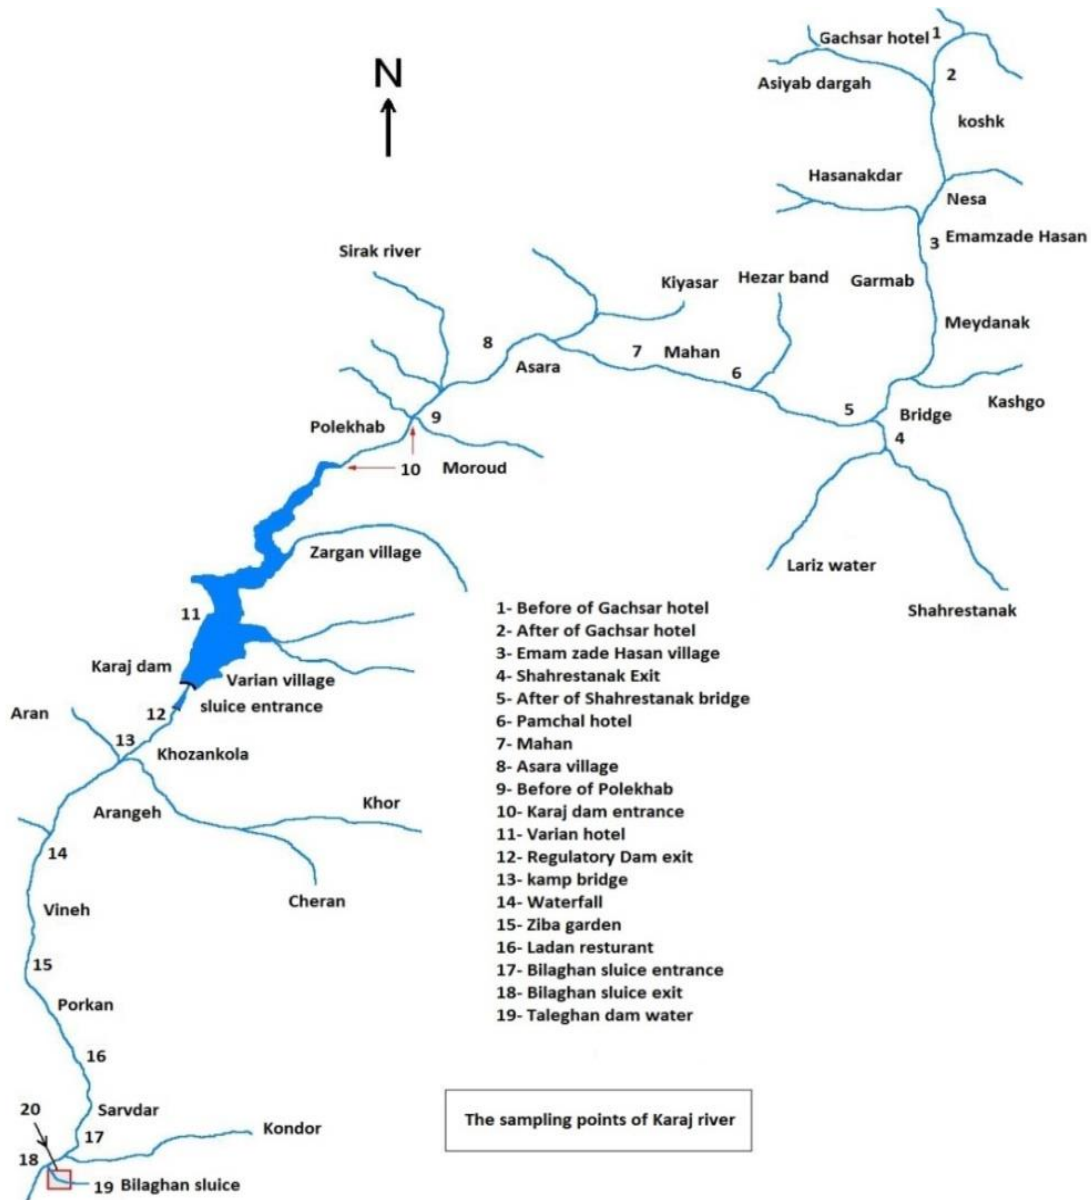 Gachsar hotel 1
N
2
Asiyab dargah
koshk
Hasanakdar
Nesa
3 Emamzade Hasan
Sirak river
Kiyasar
Hezar band
Garmab
Meydanak
8
7
Mahan
Asara
6
Kashgo
5
Bridge
9
Polekhab
4
10
Moroud
Zargan village
Lariz water
Shahrestanak
11
Karaj dam
Varian village
sluice entrance
Aran
12
13
Khozankola
Arangeh
Khor
14
Cheran
Vineh
15
Porkan
16
20
Sarvdar
17
Kondor
18
19 Bilaghan sluice
1- Before of Gachsar hotel
2- After of Gachsar hotel
3- Emam zade Hasan village
4- Shahrestanak Exit
5- After of Shahrestanak bridge
6- Pamchal hotel
7- Mahan
8- Asara village
9- Before of Polekhab
10- Karaj dam entrance
11- Varian hotel
12- Regulatory Dam exit
13- kamp bridge
14- Waterfall
15- Ziba garden
16- Ladan resturant
17- Bilaghan sluice entrance
18- Bilaghan sluice exit
19- Taleghan dam water
The sampling points of Karaj river